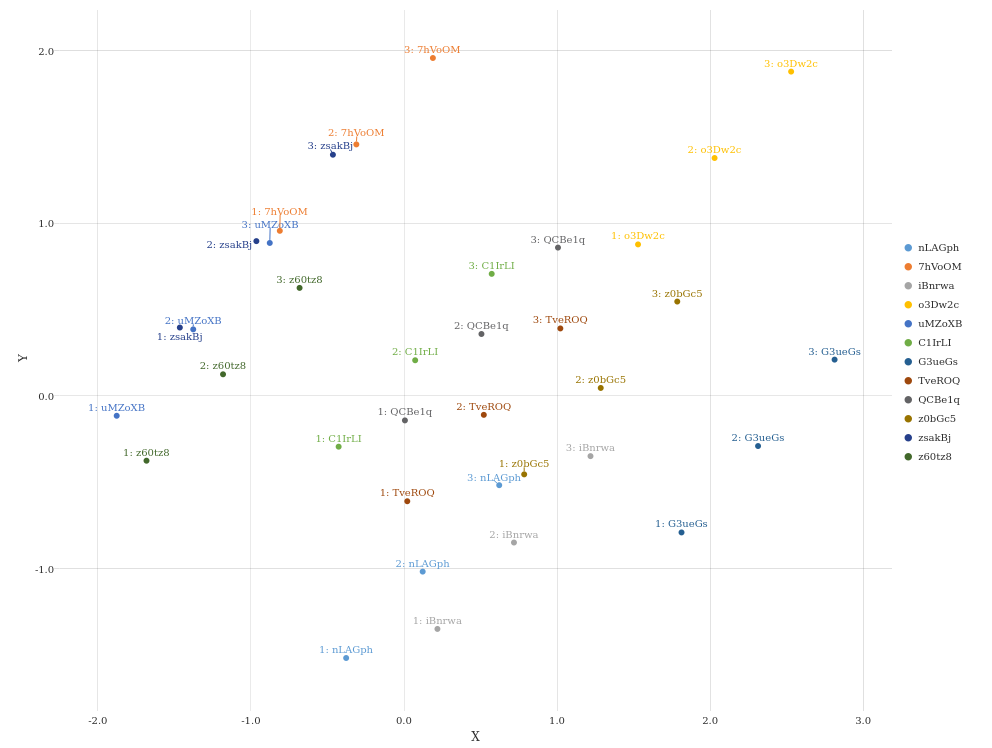 2.0
3: 7hVoOM
3: o3Dw2c
2: 7hVoOM
3: zsakBj
2: o3Dw2c
1: 7hVoOM
1.0
3: uMZoXB
2: zsakBj
3: QCBe1q
1: o3Dw2c
3: C1IrLI
3: z60tz8
3: z0bGc5
2: uMZoXB
1: zsakBj
2: QCBe1q
3: TveROQ
2: C1IrLI
3: G3ueGs
2: z60tz8
2: z0bGc5
Y
0.0
1: uMZoXB
1: QCBe1q
2: TveROQ
1: C1IrLI
2: G3ueGs
1: z60tz8
3: iBnrwa
1: z0bGc5
3: nLAGph
1: TveROQ
1: G3ueGs
2: iBnrwa
-1.0
2: nLAGph
1: iBnrwa
1: nLAGph
-2.0
-1.0
0.0
1.0
2.0
3.0
X
nLAGph
7hVoOM
iBnrwa
o3Dw2c
uMZoXB
C1IrLI
G3ueGs
TveROQ
QCBe1q
z0bGc5
zsakBj
z60tz8